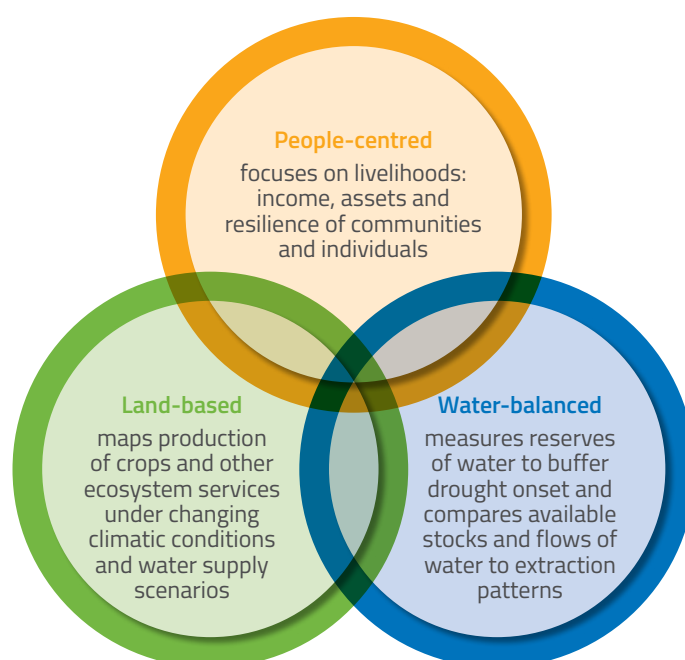 People-centred
focuses on livelihoods:
income, assets and
resilience of communities
and individuals
Land-based
maps production
of crops and other
ecosystem services
under changing
climatic conditions
and water supply
scenarios
Water-balanced
measures reserves
of water to buffer
drought onset and
compares available
stocks and flows of
water to extraction
patterns